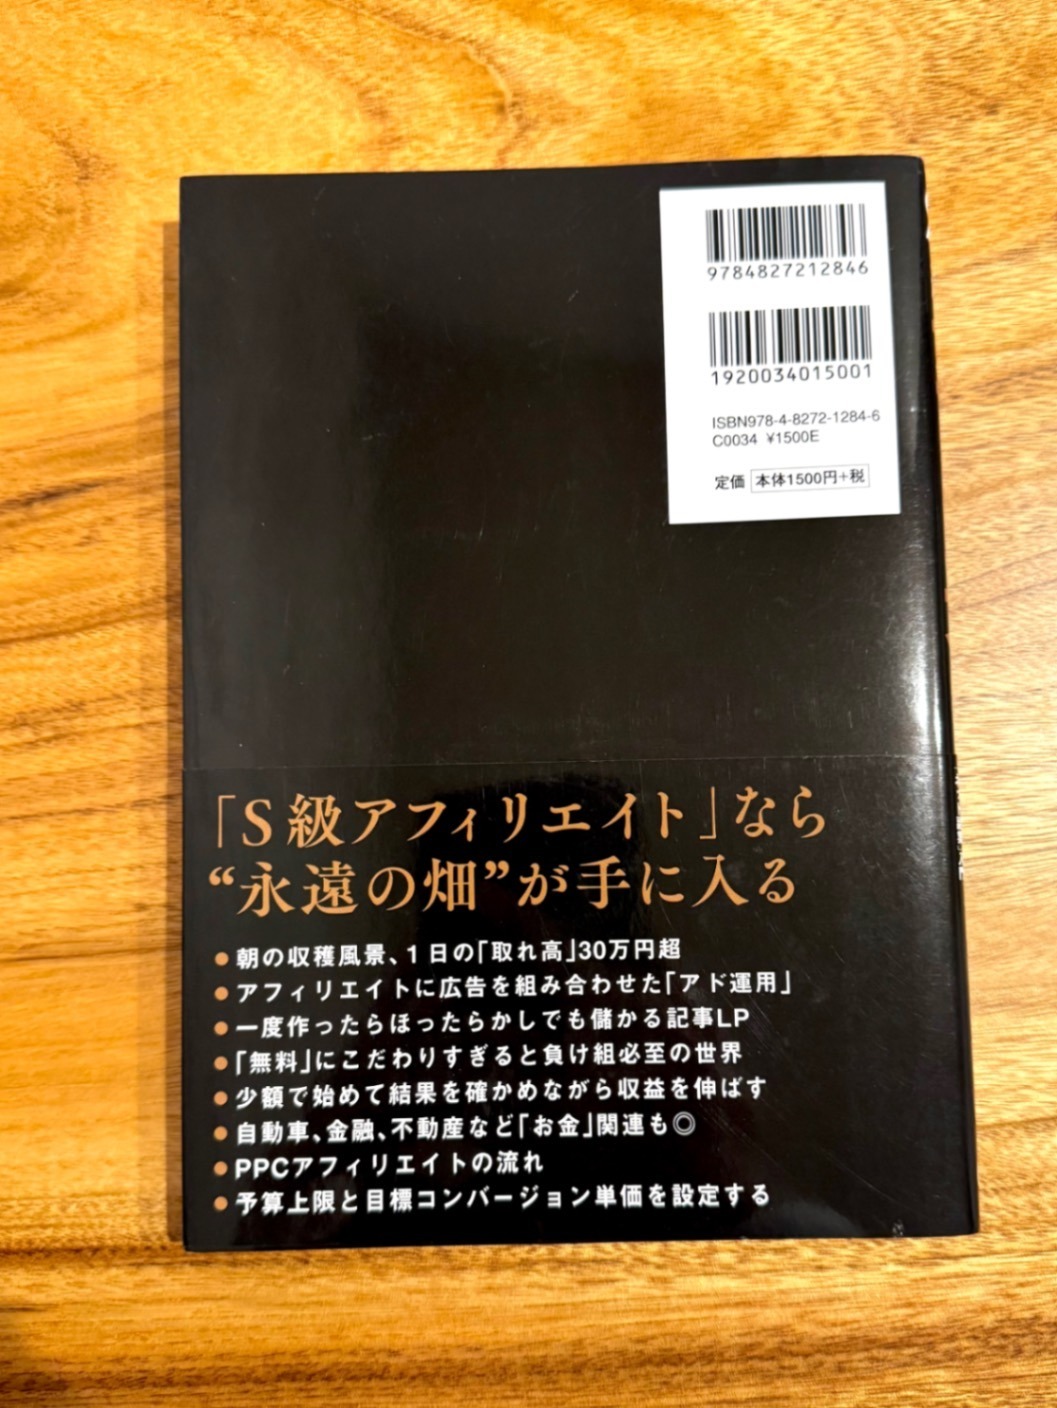 9784827212846
1920034015001
ISBN978-4-8272-1284-6
C0034 ¥1500E
定価 本体1500円+税
「S級アフィリエイト」なら
“永遠の畑”が手に入る
●朝の収穫風景、1日の「取れ高」30万円超
●アフィリエイトに広告を組み合わせた「アド運用」
●一度作ったらほったらかしでも儲かる記事LP
●「無料」にこだわりすぎると負け組必至の世界
●少額で始めて結果を確かめながら収益を伸ばす
●自動車、金融、不動産など「お金」関連も◎
●PPCアフィリエイトの流れ
●予算上限と目標コンバージョン単価を設定する